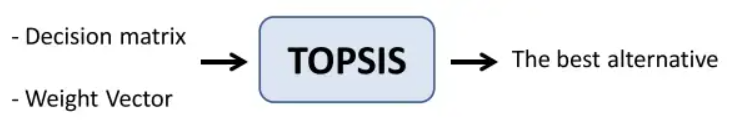 - Decision matrix
- Weight Vector
TOPSIS
The best alternative